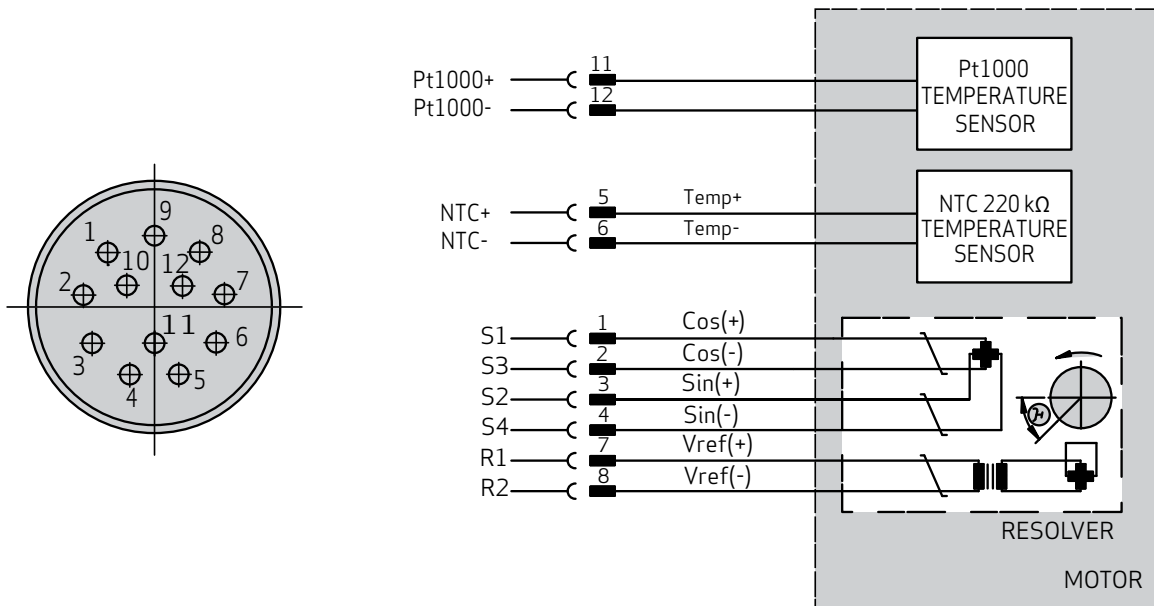 9
1
8
10
12
2
7
11
3
6
4
5
Pt1000+
11
Pt1000-
12
Pt1000
TEMPERATURE
SENSOR
NTC+
5
Temp+
NTC-
6
Temp-
NTC 220 kΩ
TEMPERATURE
SENSOR
S1
1
Cos(+)
S3
2
Cos(-)
S2
3
Sin(+)
S4
4
Sin(-)
R1
7
Vref(+)
R2
8
Vref(-)
RESOLVER
MOTOR